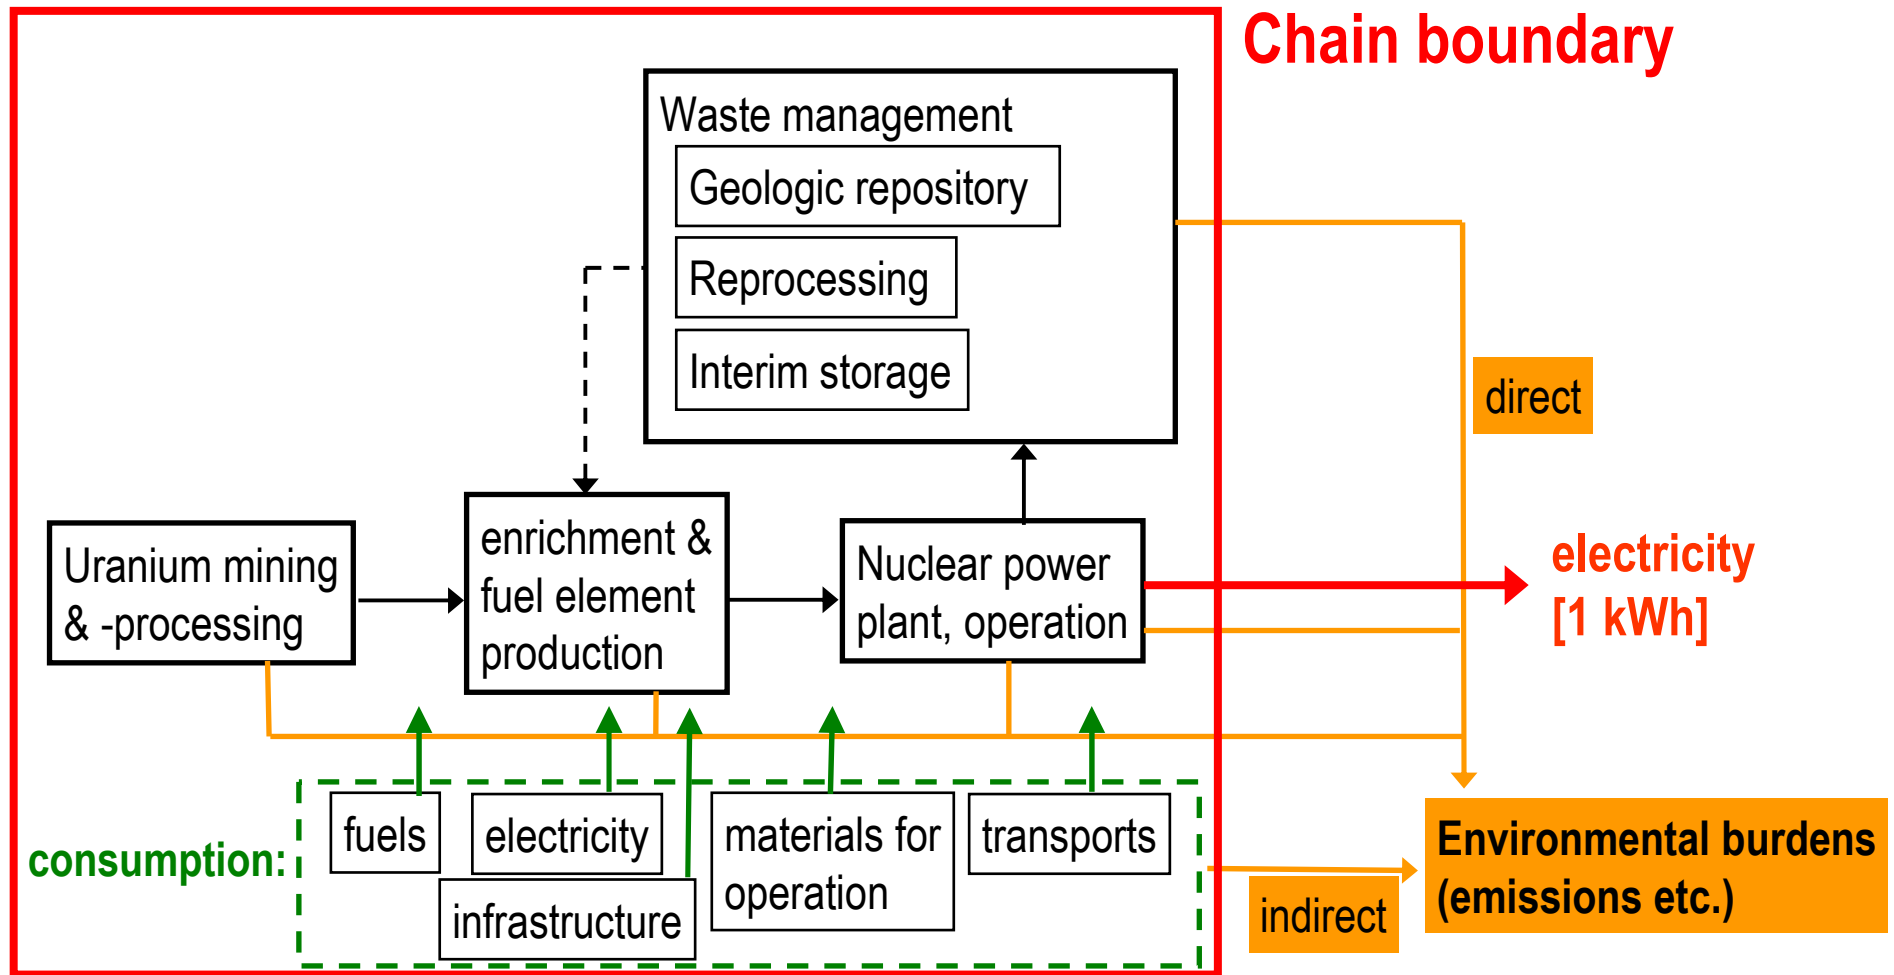 Chain boundary
Waste management
Geologic repository
Reprocessing
Interim storage
direct
Uranium mining
& -processing
enrichment &
fuel element
production
Nuclear power
plant, operation
electricity
[1 kWh]
consumption:
fuels
electricity
infrastructure
materials for
operation
transports
indirect
Environmental burdens
(emissions etc.)